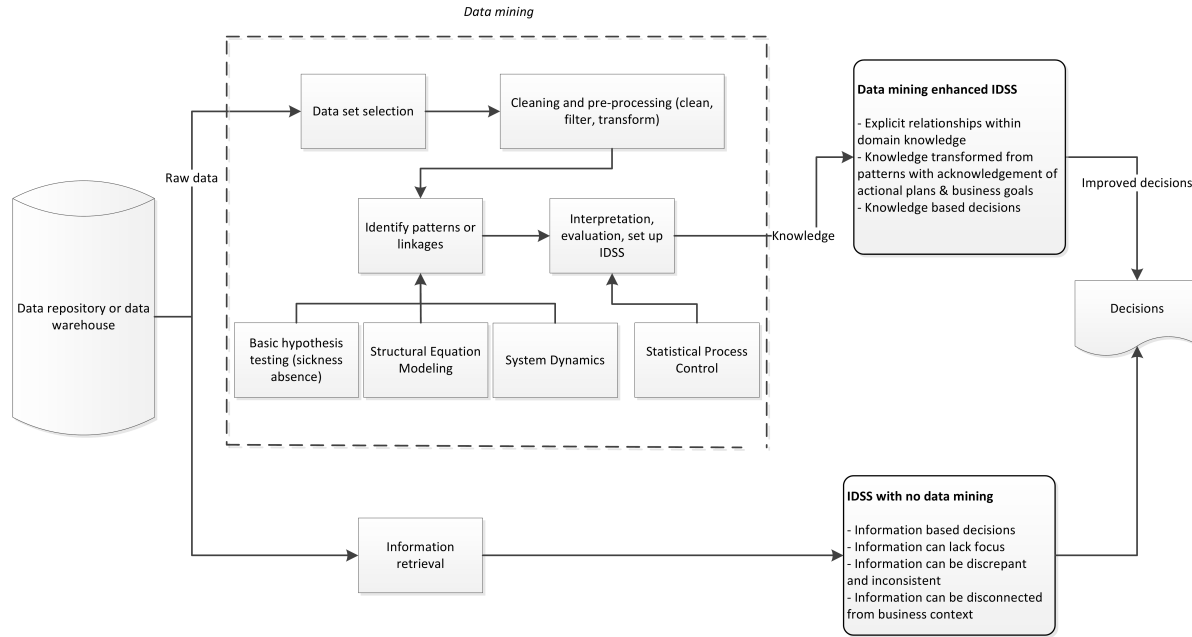 Data mining
Data set selection
Cleaning and pre-processing (clean,
filter, transform)
Raw data
Identify patterns or
linkages
Interpretation,
evaluation, set up
IDSS
Knowledge
Data mining enhanced IDSS
- Explicit relationships within
domain knowledge
- Knowledge transformed from
patterns with acknowledgement of
actional plans & business goals
- Knowledge based decisions
Improved decisions
Data repository or data
warehouse
Decisions
Basic hypothesis
testing (sickness
absence)
Structural Equation
Modeling
System Dynamics
Statistical Process
Control
Information
retrieval
IDSS with no data mining
- Information based decisions
- Information can lack focus
- Information can be discrepant
and inconsistent
- Information can be disconnected
from business context